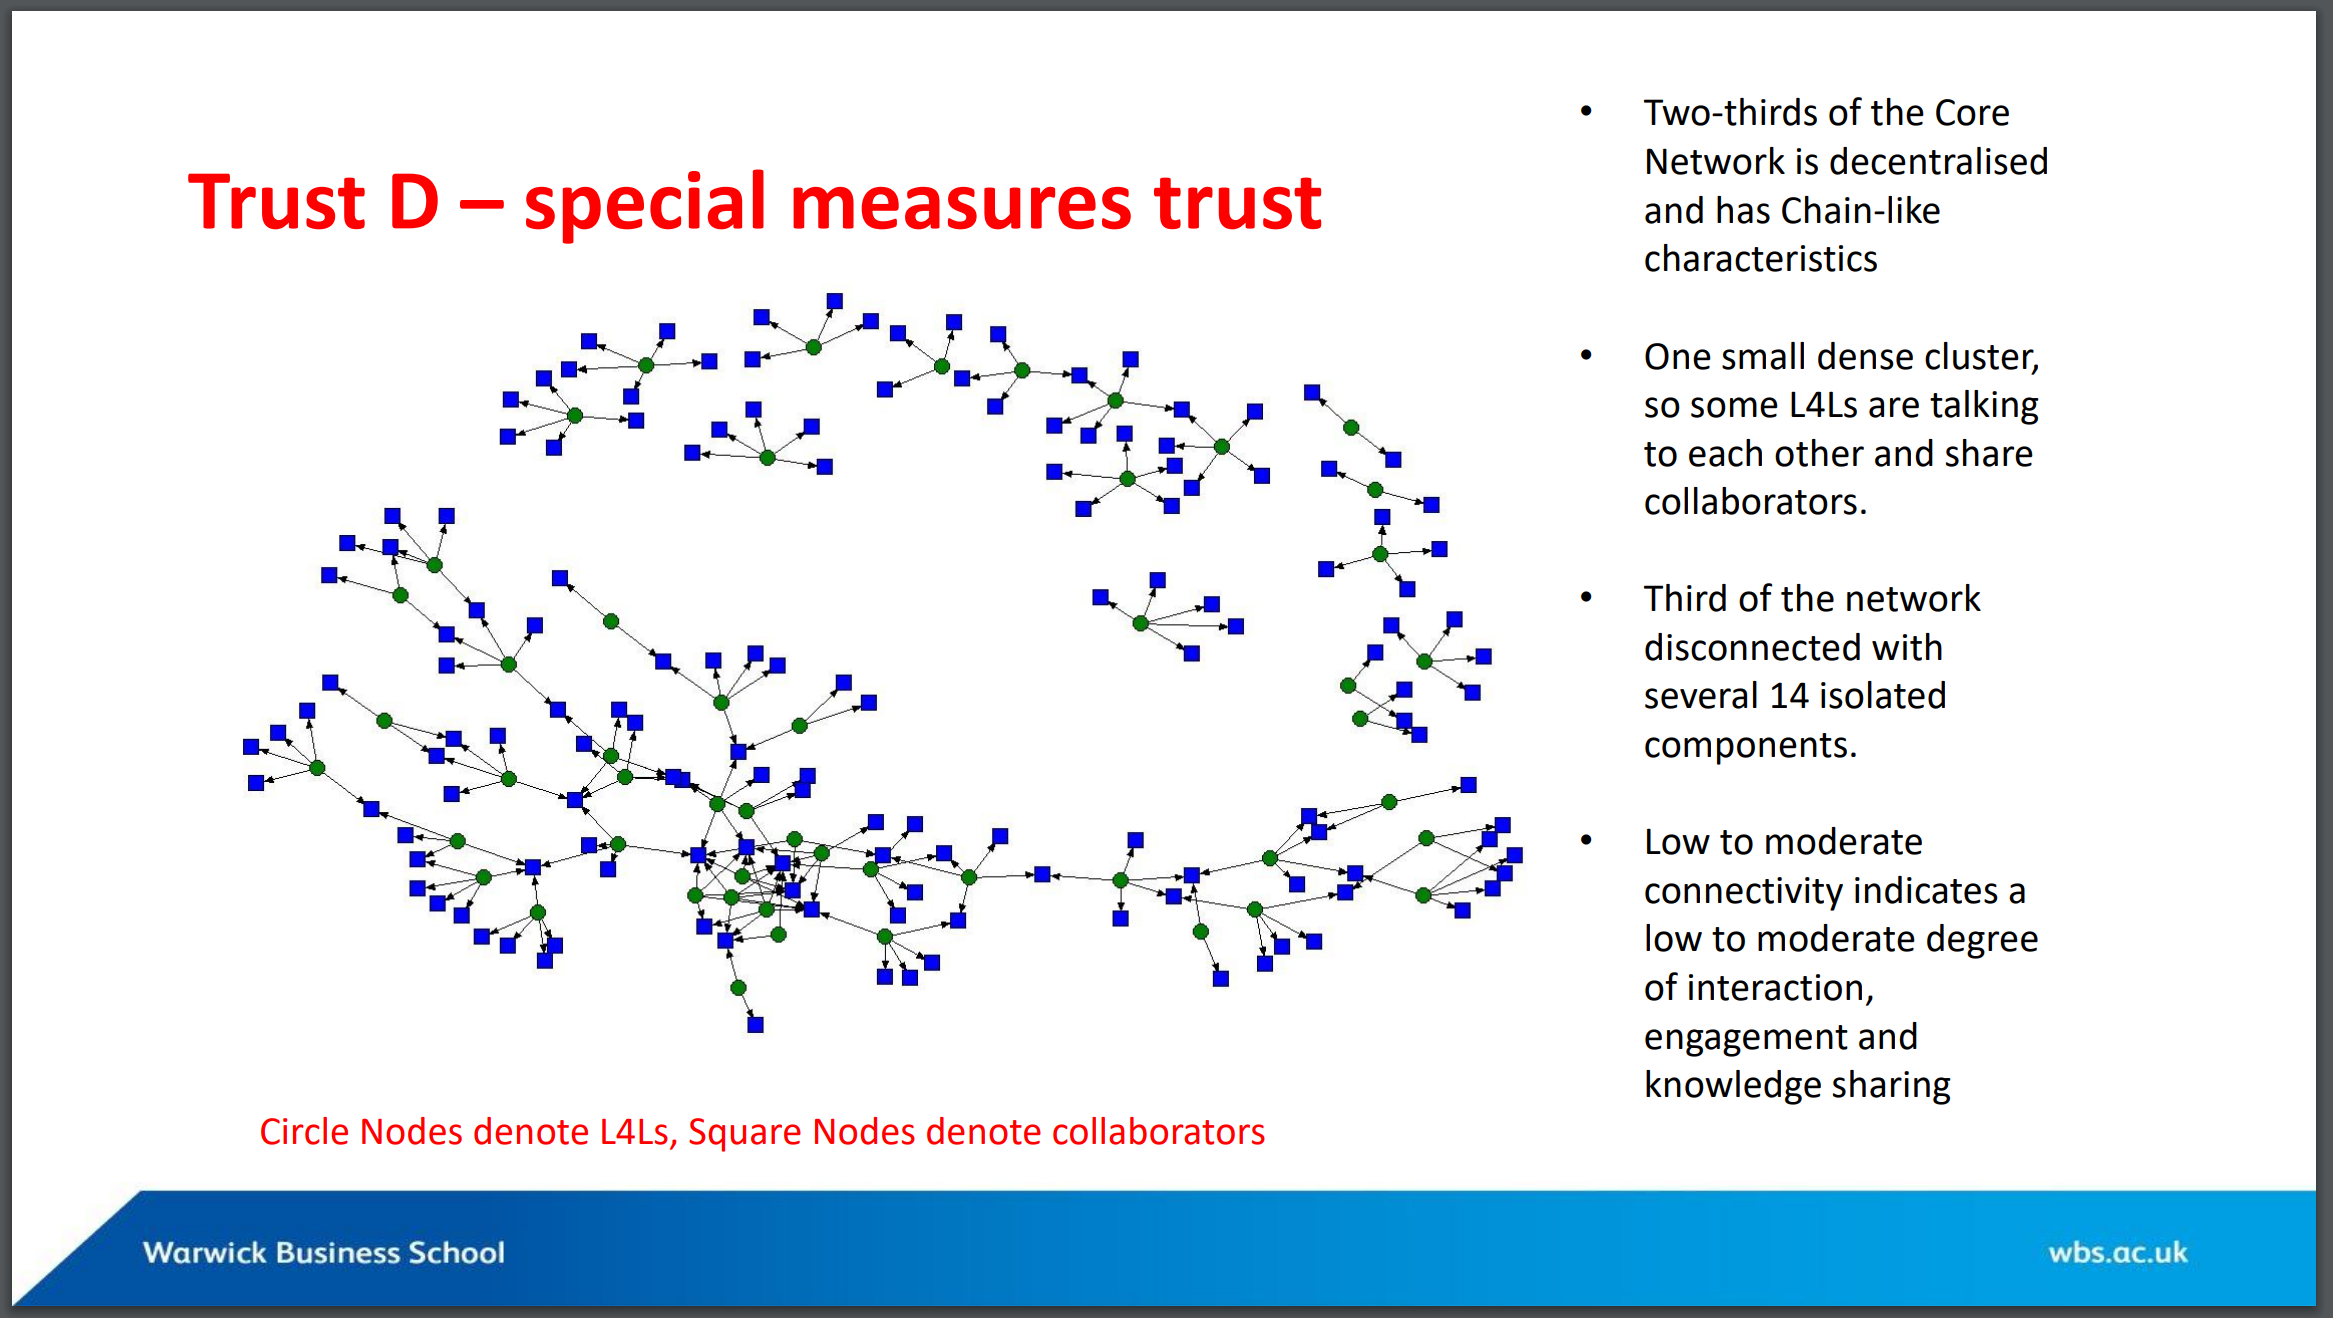 Trust D – special measures trust
• Two-thirds of the Core
Network is decentralised
and has Chain-like
characteristics
• One small dense cluster,
so some L4Ls are talking
to each other and share
collaborators.
• Third of the network
disconnected with
several 14 isolated
components.
• Low to moderate
connectivity indicates a
low to moderate degree
of interaction,
engagement and
knowledge sharing
Circle Nodes denote L4Ls, Square Nodes denote collaborators
Warwick Business School
wbs.ac.uk